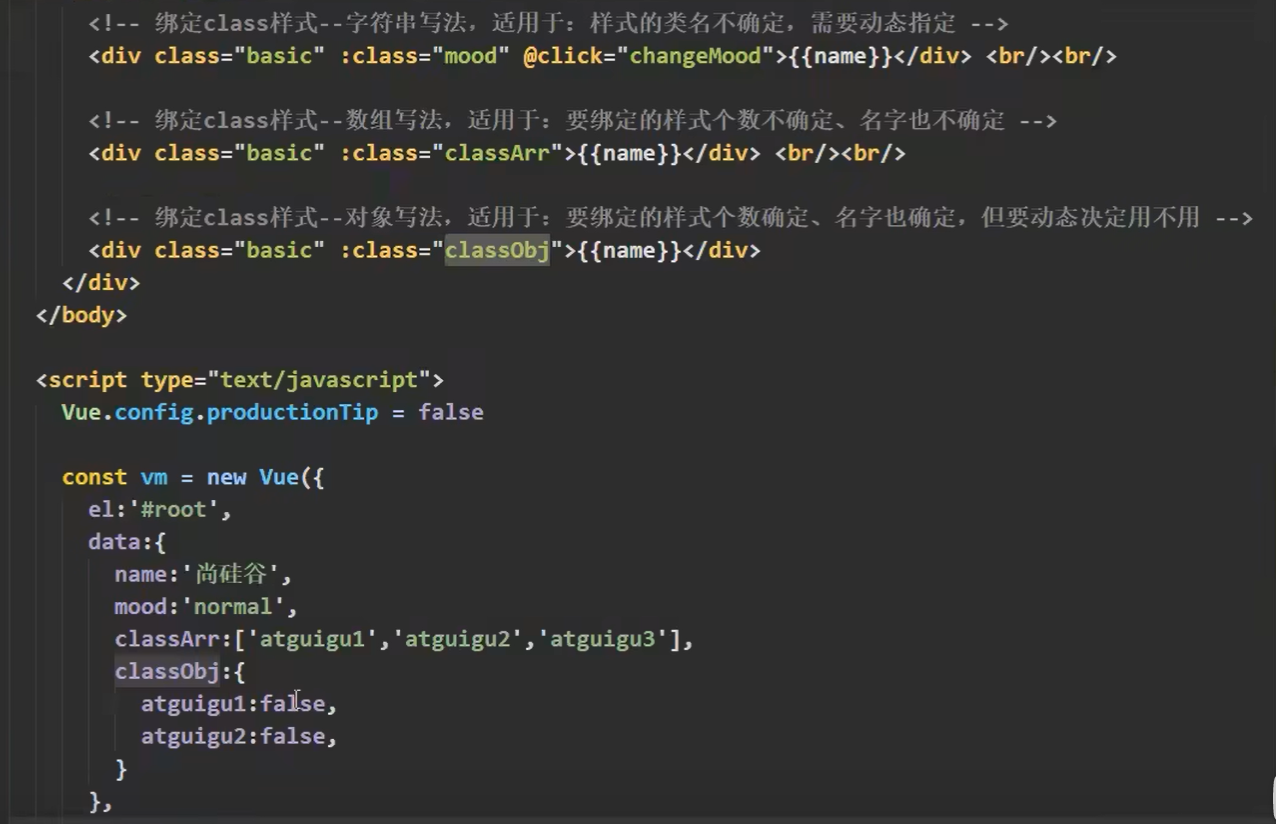 <!-- 绑定class样式--字符串写法，适用于：样式的类名不确定，需要动态指定 -->
<div class="basic" :class="mood" @click="changeMood">{{name}}</div> <br/><br/>
<!-- 绑定class样式--数组写法，适用于：要绑定的样式个数不确定、名字也不确定 -->
<div class="basic" :class="classArr">{{name}}</div> <br/><br/>
<!-- 绑定class样式--对象写法，适用于：要绑定的样式个数确定、名字也确定，但要动态决定用不用 -->
<div class="basic" :class="classObj">{{name}}</div>
</div>
</body>
<script type="text/javascript">
Vue.config.productionTip = false
const vm = new Vue({
el:'#root',
data:{
name:'尚硅谷',
mood:'normal',
classArr:['atguigu1','atguigu2','atguigu3'],
classObj:{
atguigu1:false,
atguigu2:false,
}
},